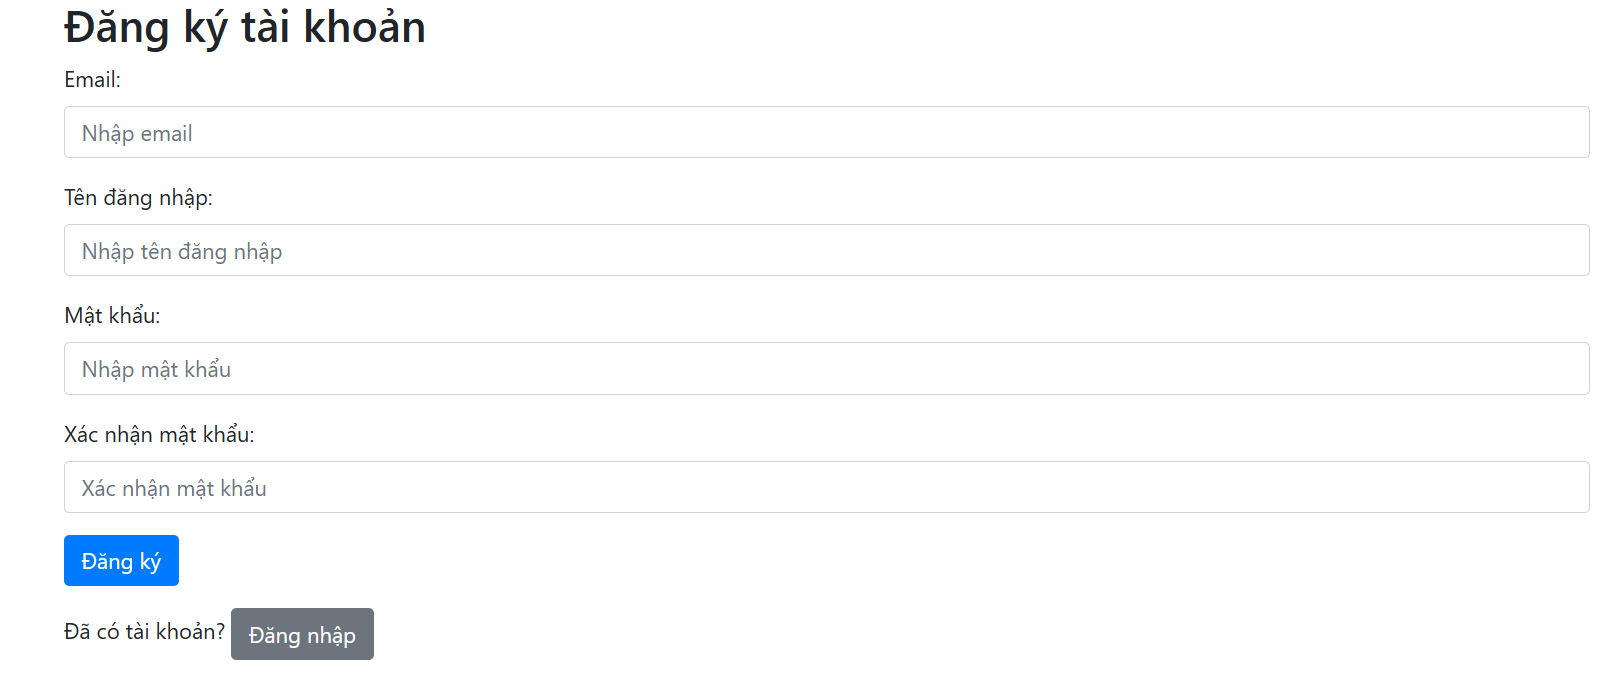 Đăng ký tài khoản
Email:
Nhập email
Tên đăng nhập:
Nhập tên đăng nhập
Mật khẩu:
Nhập mật khẩu
Xác nhận mật khẩu:
Xác nhận mật khẩu
Đăng ký
Đã có tài khoản? Đăng nhập